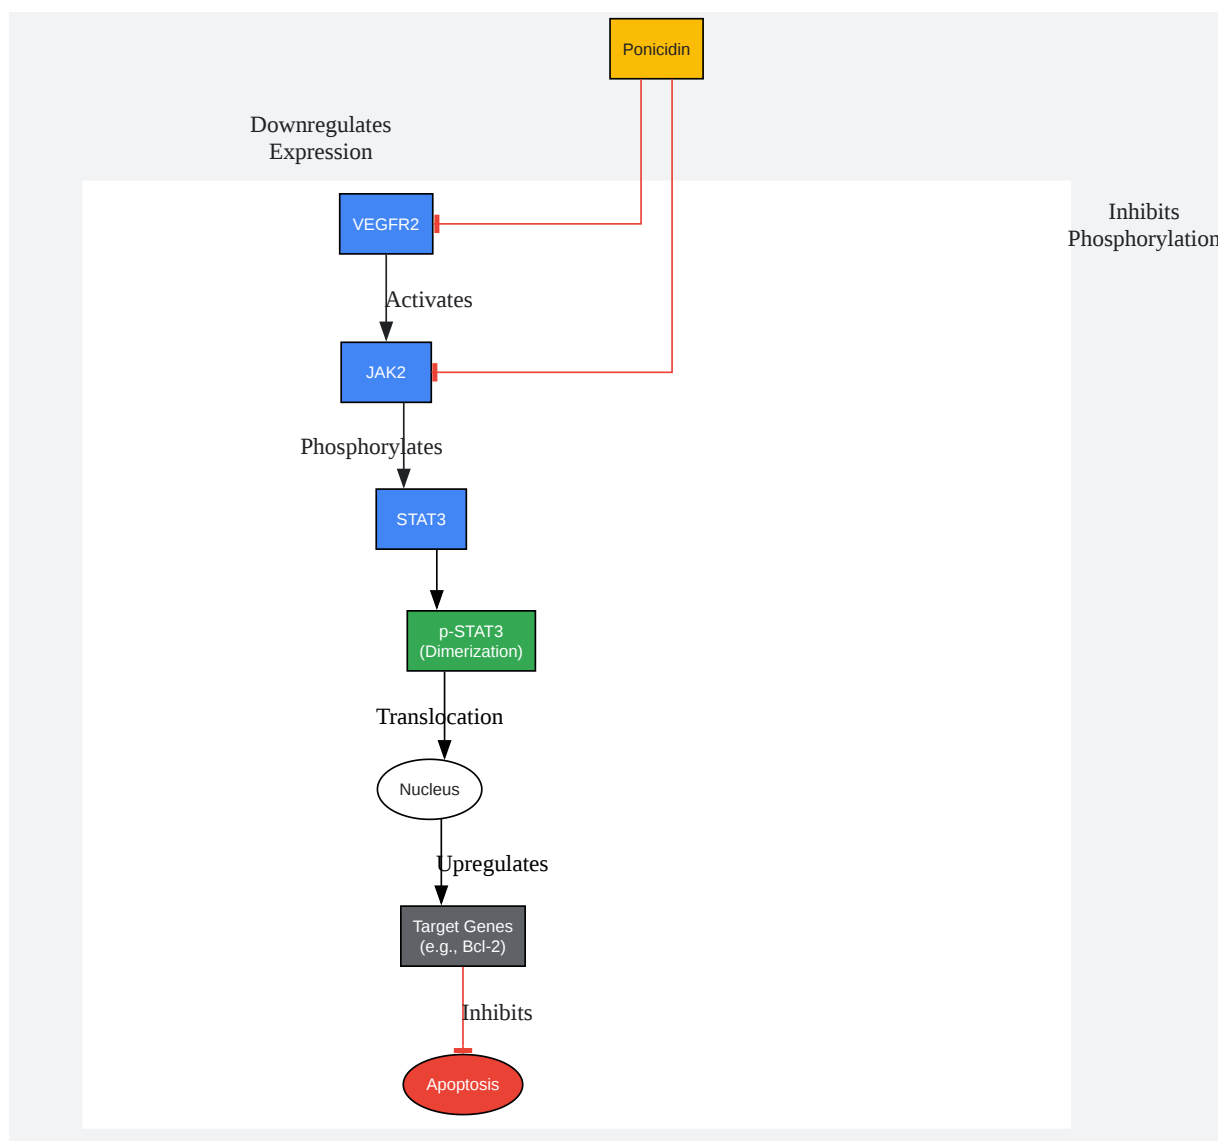 Ponicidin
Downregulates
Expression
Inhibits
Phosphorylation
VEGFR2
Activates
JAK2
Phosphorylates
STAT3
p-STAT3
(Dimerization)
Translocation
Nucleus
Upregulates
Target Genes
(e.g., Bcl-2)
Inhibits
Apoptosis